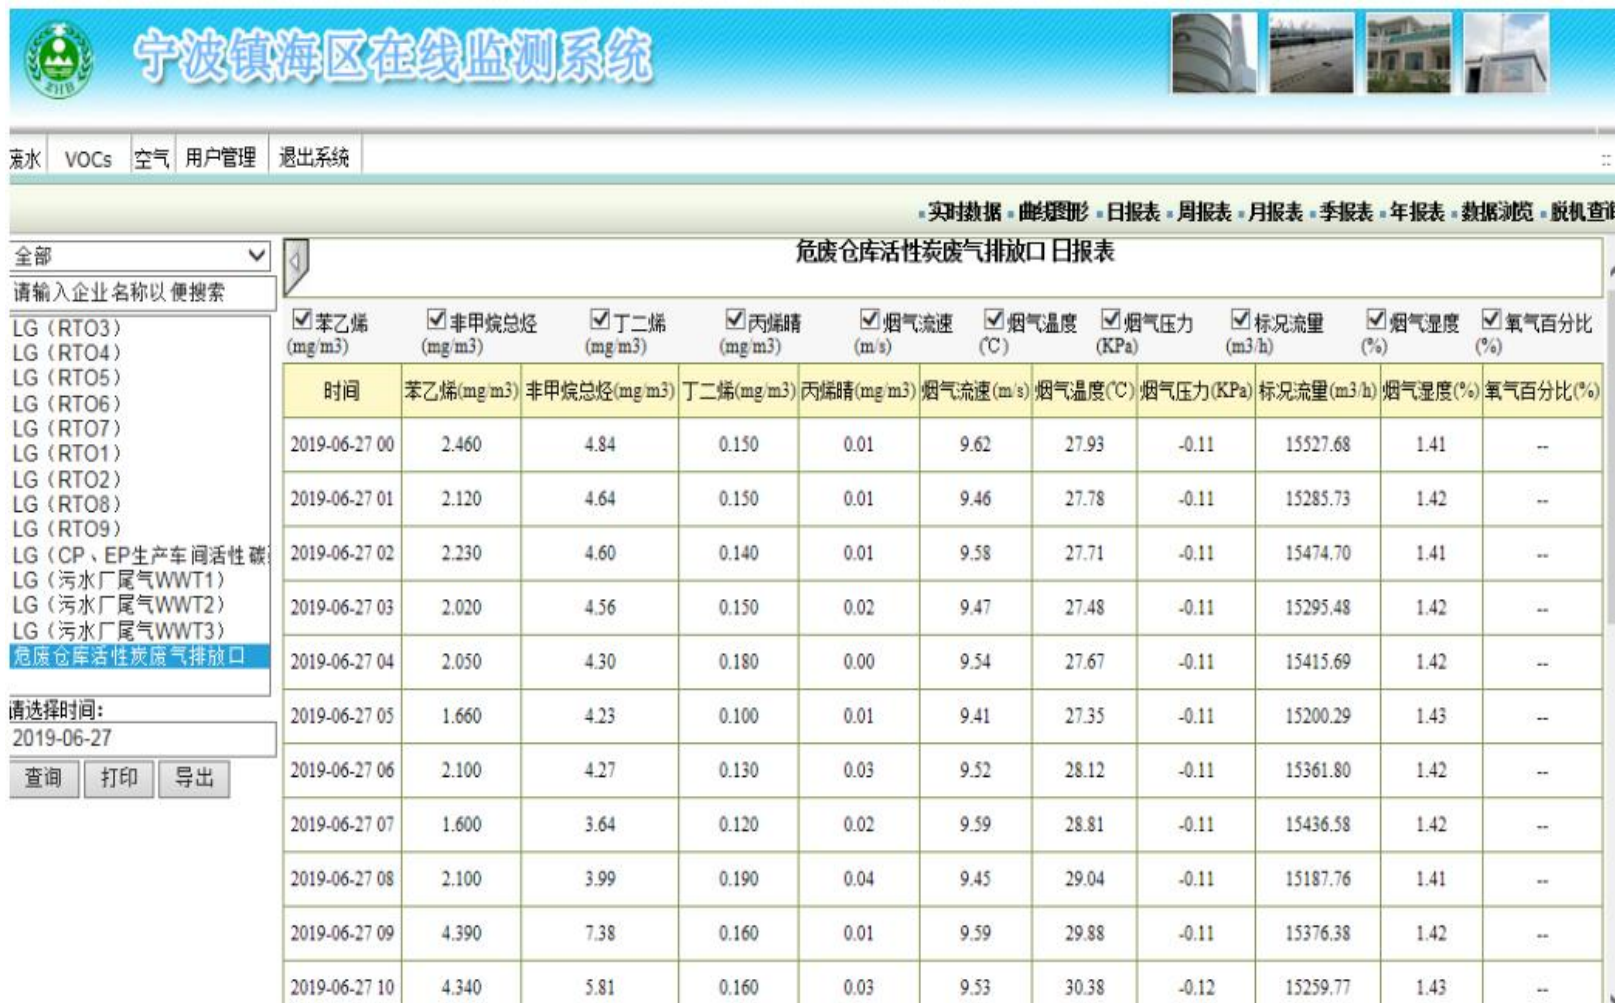 宁波镇海区在线监测系统
ZHB
废水 VOCs 空气 用户管理 退出系统
实时数据 曲线图形 日报表 周报表 月报表 季报表 年报表 数据浏览 脱机查询
全部
请输入企业名称以便搜索
LG（RTO3）
LG（RTO4）
LG（RTO5）
LG（RTO6）
LG（RTO7）
LG（RTO1）
LG（RTO2）
LG（RTO8）
LG（RTO9）
LG（CP、EP生产车间活性碳
LG（污水厂尾气WWT1）
LG（污水厂尾气WWT2）
LG（污水厂尾气WWT3）
危废仓库活性炭废气排放口
请选择时间:
2019-06-27
查询 打印 导出
危废仓库活性炭废气排放口 日报表
苯乙烯(mg/m3) 非甲烷总烃(mg/m3) 丁二烯(mg/m3) 丙烯晴(mg/m3) 烟气流速(m/s) 烟气温度(℃) 烟气压力(KPa) 标况流量(m3/h) 烟气湿度(%) 氧气百分比(%)
时间 苯乙烯(mg/m3) 非甲烷总烃(mg/m3) 丁二烯(mg/m3) 丙烯晴(mg/m3) 烟气流速(m/s) 烟气温度(℃) 烟气压力(KPa) 标况流量(m3/h) 烟气湿度(%) 氧气百分比(%)
2019-06-27 00 2.460 4.84 0.150 0.01 9.62 27.93 -0.11 15527.68 1.41 --
2019-06-27 01 2.120 4.64 0.150 0.01 9.46 27.78 -0.11 15285.73 1.42 --
2019-06-27 02 2.230 4.60 0.140 0.01 9.58 27.71 -0.11 15474.70 1.41 --
2019-06-27 03 2.020 4.56 0.150 0.02 9.47 27.48 -0.11 15295.48 1.42 --
2019-06-27 04 2.050 4.30 0.180 0.00 9.54 27.67 -0.11 15415.69 1.42 --
2019-06-27 05 1.660 4.23 0.100 0.01 9.41 27.35 -0.11 15200.29 1.43 --
2019-06-27 06 2.100 4.27 0.130 0.03 9.52 28.12 -0.11 15361.80 1.42 --
2019-06-27 07 1.600 3.64 0.120 0.02 9.59 28.81 -0.11 15436.58 1.42 --
2019-06-27 08 2.100 3.99 0.190 0.04 9.45 29.04 -0.11 15187.76 1.41 --
2019-06-27 09 4.390 7.38 0.160 0.01 9.59 29.88 -0.11 15376.38 1.42 --
2019-06-27 10 4.340 5.81 0.160 0.03 9.53 30.38 -0.12 15259.77 1.43 --